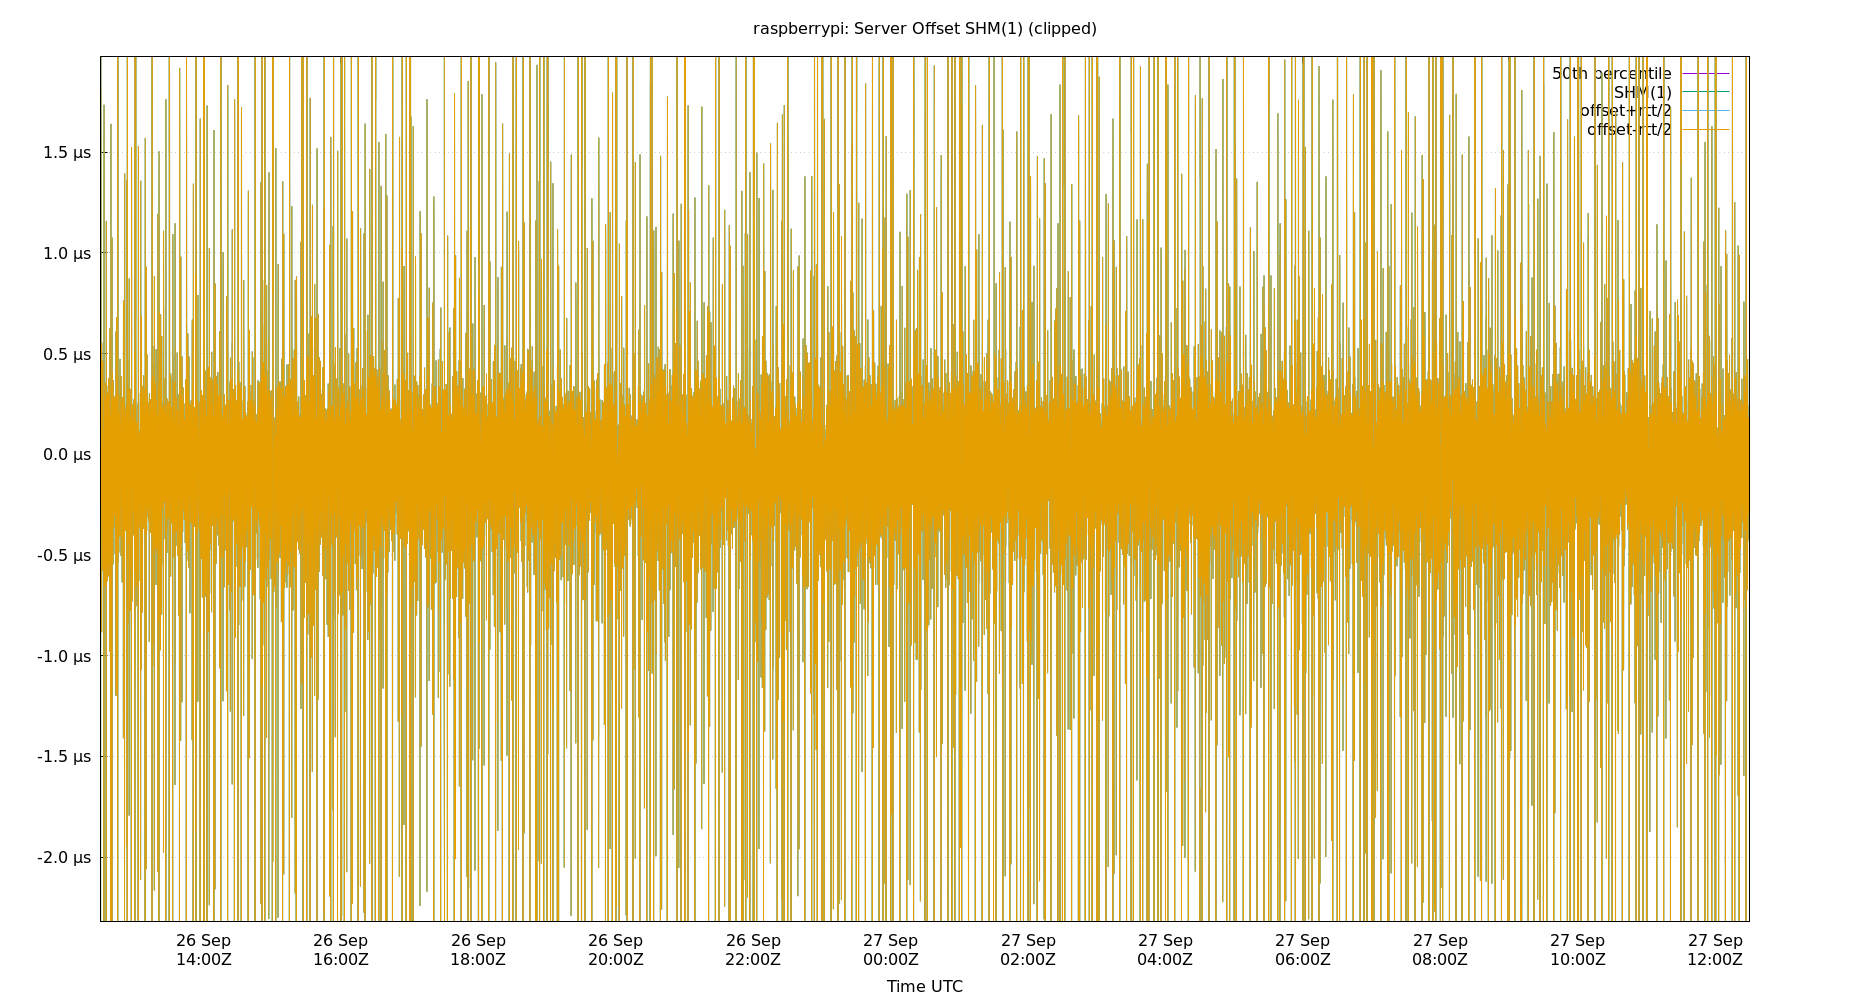 raspberrypi: Server Offset SHM(1) (clipped)
50th percentile
SHM(1)
offset+rtt/2
offset-rtt/2
1.5 µs
1.0 µs
0.5 µs
0.0 µs
-0.5 µs
-1.0 µs
-1.5 µs
-2.0 µs
26 Sep 26 Sep 26 Sep 26 Sep 26 Sep 27 Sep 27 Sep 27 Sep 27 Sep 27 Sep 27 Sep 27 Sep
14:00Z 16:00Z 18:00Z 20:00Z 22:00Z 00:00Z 02:00Z 04:00Z 06:00Z 08:00Z 10:00Z 12:00Z
Time UTC